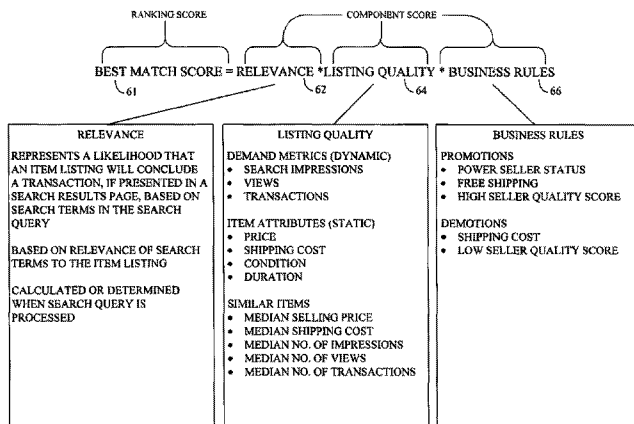 RANKING SCORE
COMPONENT SCORE
BEST MATCH SCORE = RELEVANCE *LISTING QUALITY * BUSINESS RULES
61
62
64
66
RELEVANCE
REPRESENTS A LIKELIHOOD THAT
AN ITEM LISTING WILL CONCLUDE
A TRANSACTION, IF PRESENTED IN A
SEARCH RESULTS PAGE, BASED ON
SEARCH TERMS IN THE SEARCH
QUERY
BASED ON RELEVANCE OF SEARCH
TERMS TO THE ITEM LISTING
CALCULATED OR DETERMINED
WHEN SEARCH QUERY IS
PROCESSED
LISTING QUALITY
DEMAND METRICS (DYNAMIC)
• SEARCH IMPRESSIONS
• VIEWS
• TRANSACTIONS
ITEM ATTRIBUTES (STATIC)
• PRICE
• SHIPPING COST
• CONDITION
• DURATION
SIMILAR ITEMS
• MEDIAN SELLING PRICE
• MEDIAN SHIPPING COST
• MEDIAN NO. OF IMPRESSIONS
• MEDIAN NO. OF VIEWS
• MEDIAN NO. OF TRANSACTIONS
BUSINESS RULES
PROMOTIONS
• POWER SELLER STATUS
• FREE SHIPPING
• HIGH SELLER QUALITY SCORE
DEMOTIONS
• SHIPPING COST
• LOW SELLER QUALITY SCORE